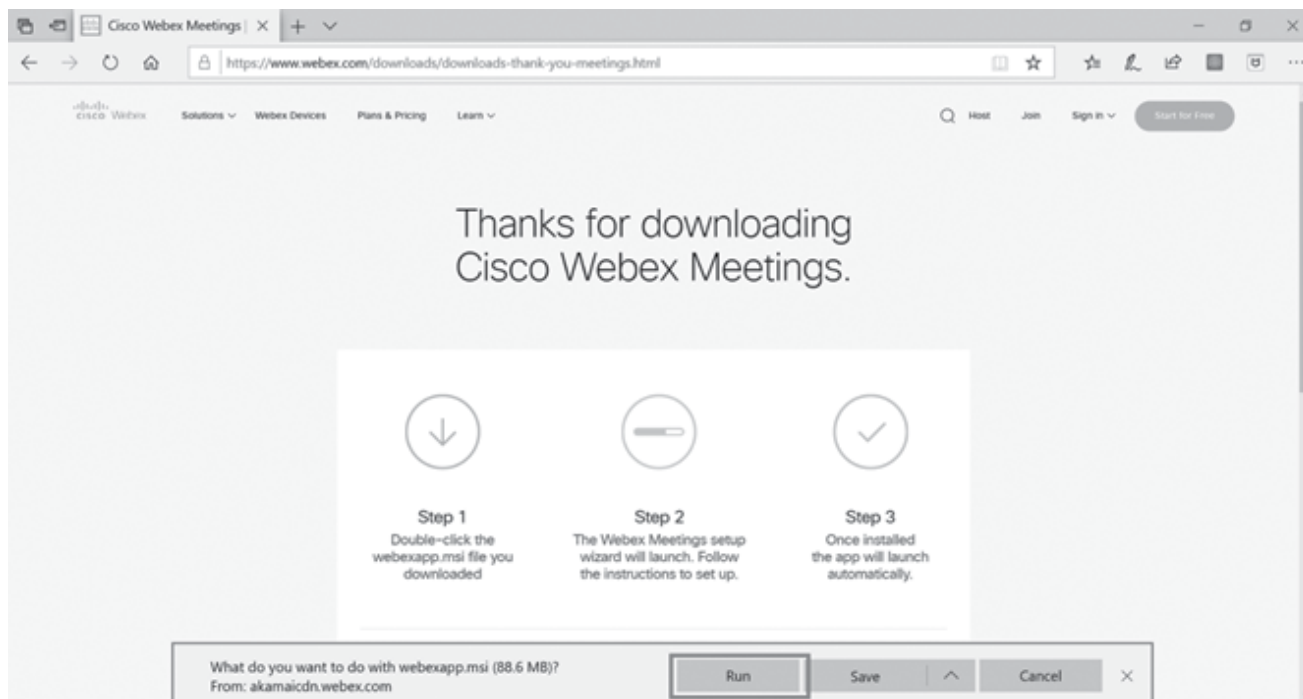 Cisco Webex Meetings |
https://www.webex.com/downloads/downloads-thank-you-meetings.html
cisco Webex Solutions Webex Devices Plans & Pricing Learn Host Join Sign in Start for Free
Thanks for downloading
Cisco Webex Meetings.
Step 1
Double-click the
webexapp.msi file you
downloaded
Step 2
The Webex Meetings setup
wizard will launch. Follow
the instructions to set up.
Step 3
Once installed
the app will launch
automatically.
What do you want to do with webexapp.msi (88.6 MB)?
From: akamaicdn.webex.com
Run Save Cancel